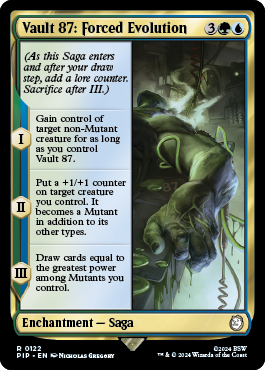 Vault 87: Forced Evolution 3
(As this Saga enters
and after your draw
step, add a lore counter.
Sacrifice after III.)
I
Gain control of
target non-Mutant
creature for as long
as you control
Vault 87.
II
Put a +1/+1 counter
on target creature
you control. It
becomes a Mutant
in addition to its
other types.
III
Draw cards equal to
the greatest power
among Mutants you
control.
Enchantment — Saga
R 0122
PIP • EN Nicholas Gregory
©2024 BSW
™ & © 2024 Wizards of the Coast